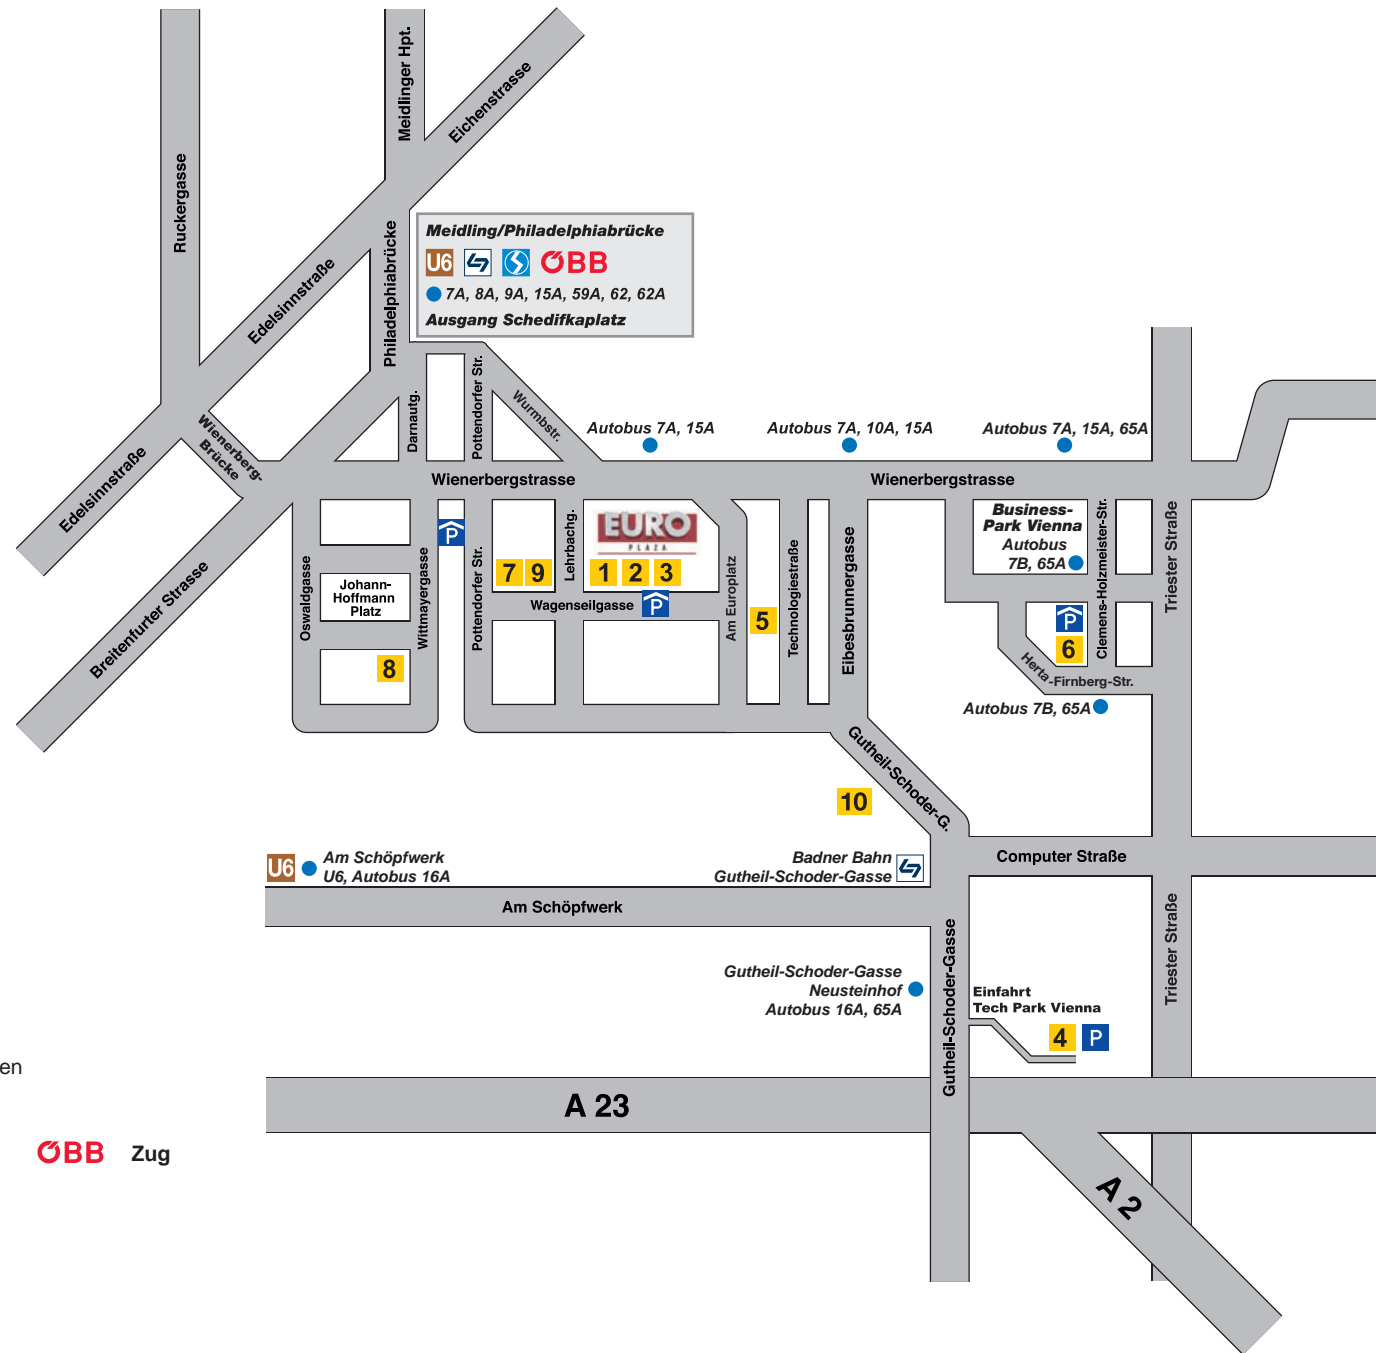 Meidlinger Hpt.
Eichenstrasse
Ruckergasse
Edelsinnstraße
Philadelphiabrücke
Meidling/Philadelphiabrücke
U6
ÖBB
7A, 8A, 9A, 15A, 59A, 62, 62A
Ausgang Schedifkaplatz
Darnautg.
Pottendorfer Str.
Wurmbstr.
Wienerberg-
Brücke
Edelsinnstraße
Breitenfurter Strasse
Autobus 7A, 15A
Autobus 7A, 10A, 15A
Autobus 7A, 15A, 65A
Wienerbergstrasse
Wienerbergstrasse
Oswaldgasse
Johann-
Hoffmann
Platz
Wittmayergasse
8
P
Pottendorfer Str.
7 9
Lehrbachg.
EURO
PLAZA
1 2 3
Wagenseilgasse
P
Am Europlatz
5
Technologiestraße
Eibesbrunnergasse
Business-
Park Vienna
Autobus
7B, 65A
Clemens-Holzmeister-Str.
Triester Straße
P
6
Herta-Firnberg-Str.
Autobus 7B, 65A
Gutheil-Schoder-G.
10
Computer Straße
U6
Am Schöpfwerk
U6, Autobus 16A
Badner Bahn
Gutheil-Schoder-Gasse
Am Schöpfwerk
Gutheil-Schoder-Gasse
Neusteinhof
Autobus 16A, 65A
Gutheil-Schoder-Gasse
Einfahrt
Tech Park Vienna
4 P
Triester Straße
en
A 23
ÖBB Zug
A 2